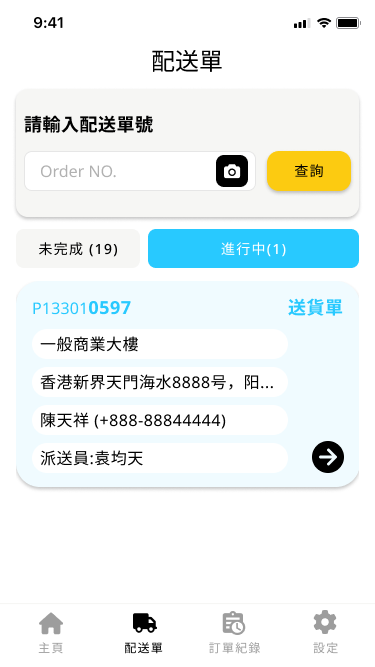 9:41
配送單
請輸入配送單號
Order NO.
查詢
未完成 (19)
進行中(1)
P133010597
送貨單
一般商業大樓
香港新界天門海水8888号，阳...
陳天祥 (+888-88844444)
派送員:袁均天
主頁
配送單
訂單紀錄
設定